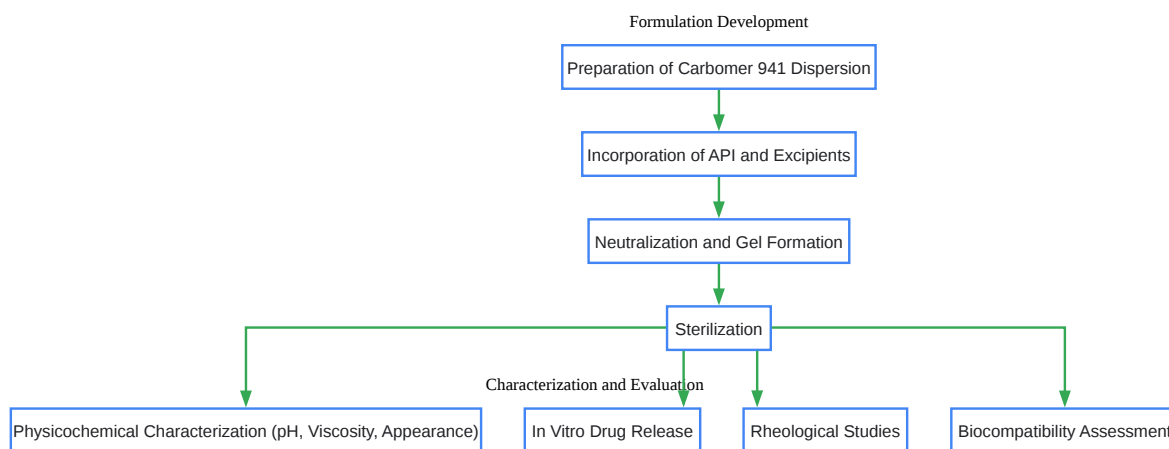 Formulation Development
Preparation of Carbomer 941 Dispersion
Incorporation of API and Excipients
Neutralization and Gel Formation
Sterilization
Characterization and Evaluation
Physicochemical Characterization (pH, Viscosity, Appearance)
In Vitro Drug Release
Rheological Studies
Biocompatibility Assessment